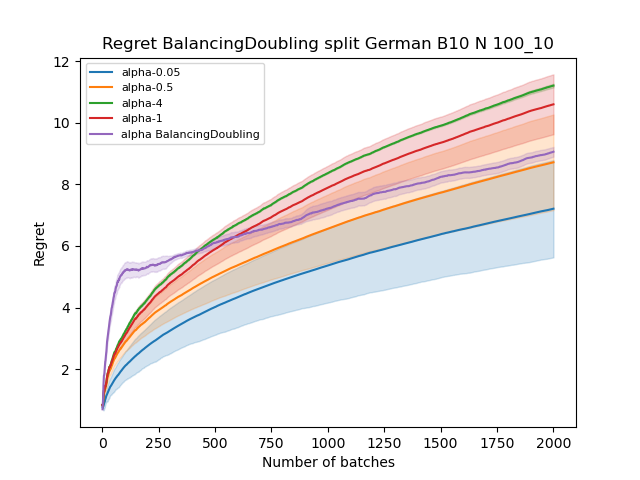 Regret BalancingDoubling split German B10 N 100_10
alpha-0.05
alpha-0.5
alpha-4
alpha-1
alpha BalancingDoubling
12
10
8
6
4
2
Regret
0 250 500 750 1000 1250 1500 1750 2000
Number of batches